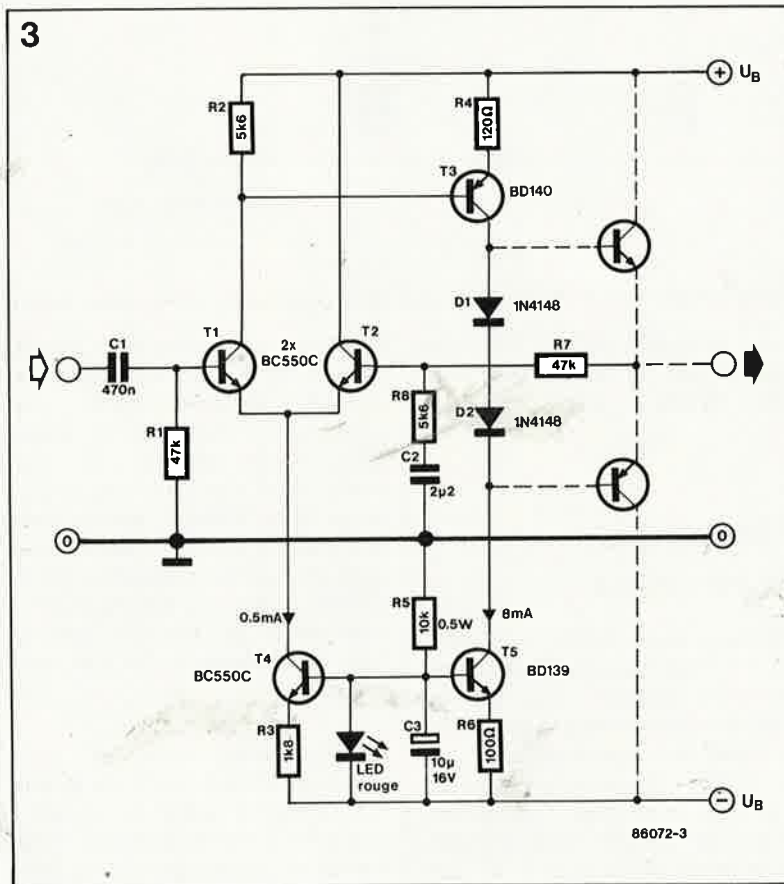 3
+ UB
R2
5k6
R4
120Ω
T3
BD140
D1
1N4148
C1
470n
T1
2x
BC550C
T2
R7
47k
R1
47k
R8
5k6
D2
1N4148
C2
2µ2
0
0
0.5mA
R5
10k
0.5W
8mA
T4
BC550C
T5
BD139
R3
1k8
LED
rouge
C3
10µ
16V
R6
100Ω
− UB
86072-3